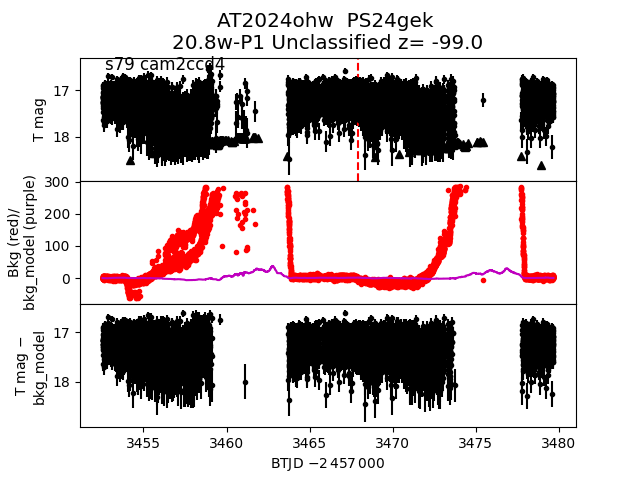 AT2024ohw  PS24gek
20.8w-P1 Unclassified z= -99.0
s79 cam2ccd4
T mag
17
18
Bkg (red)/
bkg_model (purple)
300
200
100
0
T mag −
bkg_model
17
18
3455
3460
3465
3470
3475
3480
BTJD −2 457 000